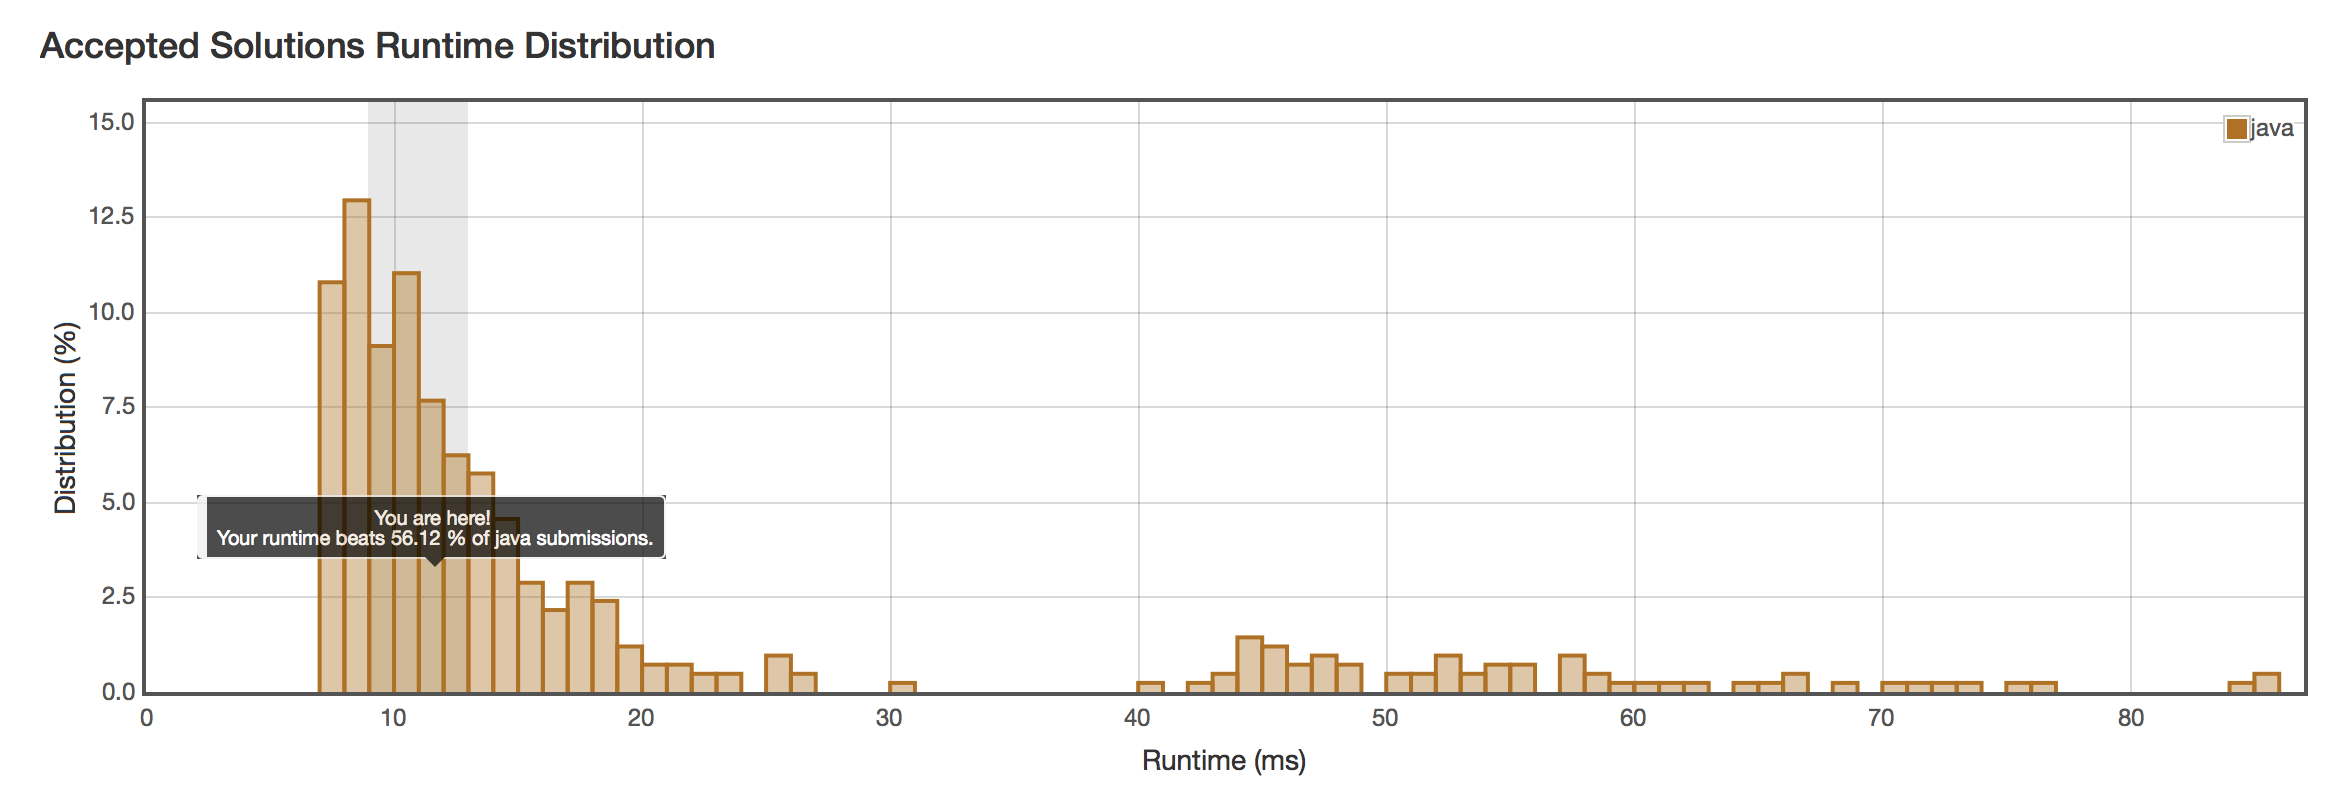 Accepted Solutions Runtime Distribution
java
15.0
12.5
10.0
7.5
5.0
2.5
0.0
Distribution (%)
You are here!
Your runtime beats 56.12 % of java submissions.
0 10 20 30 40 50 60 70 80
Runtime (ms)